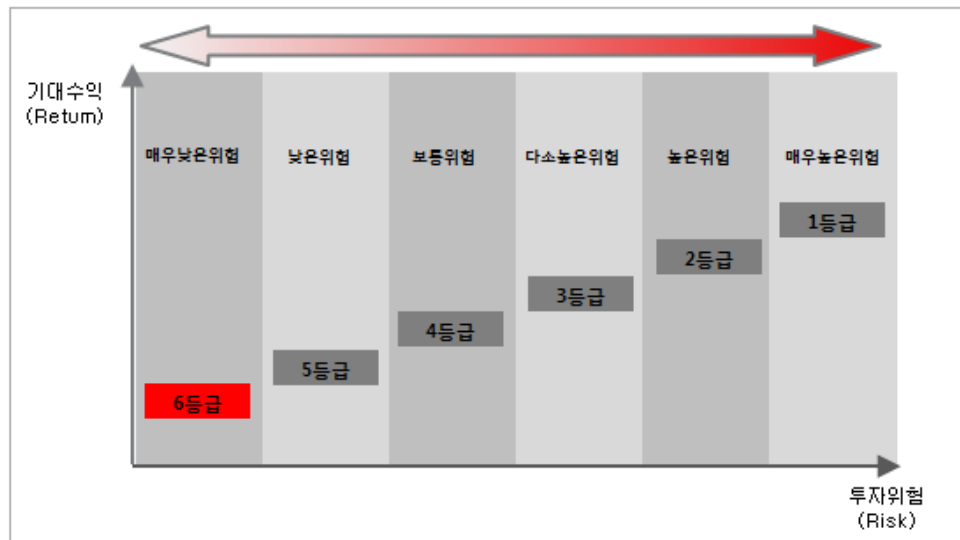 기대수익
(Return)
매우낮은위험
낮은위험
보통위험
다소높은위험
높은위험
매우높은위험
1등급
2등급
3등급
4등급
5등급
6등급
투자위험
(Risk)